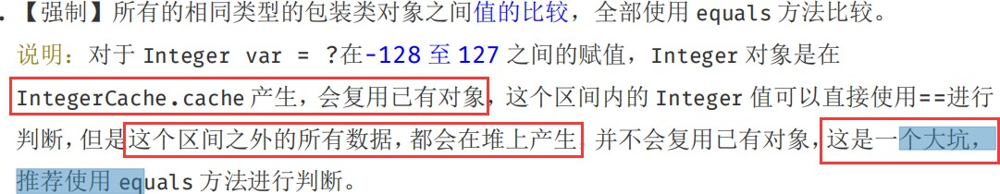 . 【强制】所有的相同类型的包装类对象之间值的比较，全部使用 equals 方法比较。
说明：对于 Integer var = ?在-128 至 127 之间的赋值，Integer 对象是在
IntegerCache.cache 产生，会复用已有对象，这个区间内的 Integer 值可以直接使用==进行
判断，但是这个区间之外的所有数据，都会在堆上产生，并不会复用已有对象，这是一个大坑，
推荐使用 equals 方法进行判断。